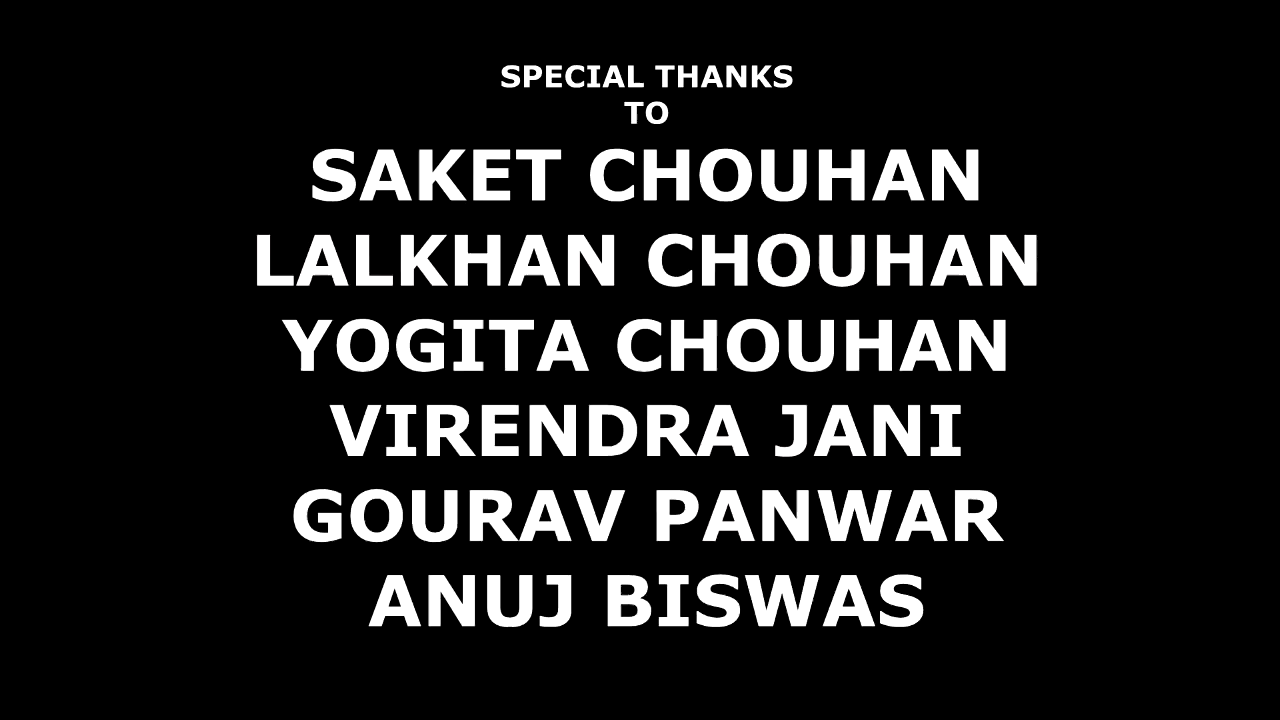 SPECIAL THANKS
TO
SAKET CHOUHAN
LALKHAN CHOUHAN
YOGITA CHOUHAN
VIRENDRA JANI
GOURAV PANWAR
ANUJ BISWAS